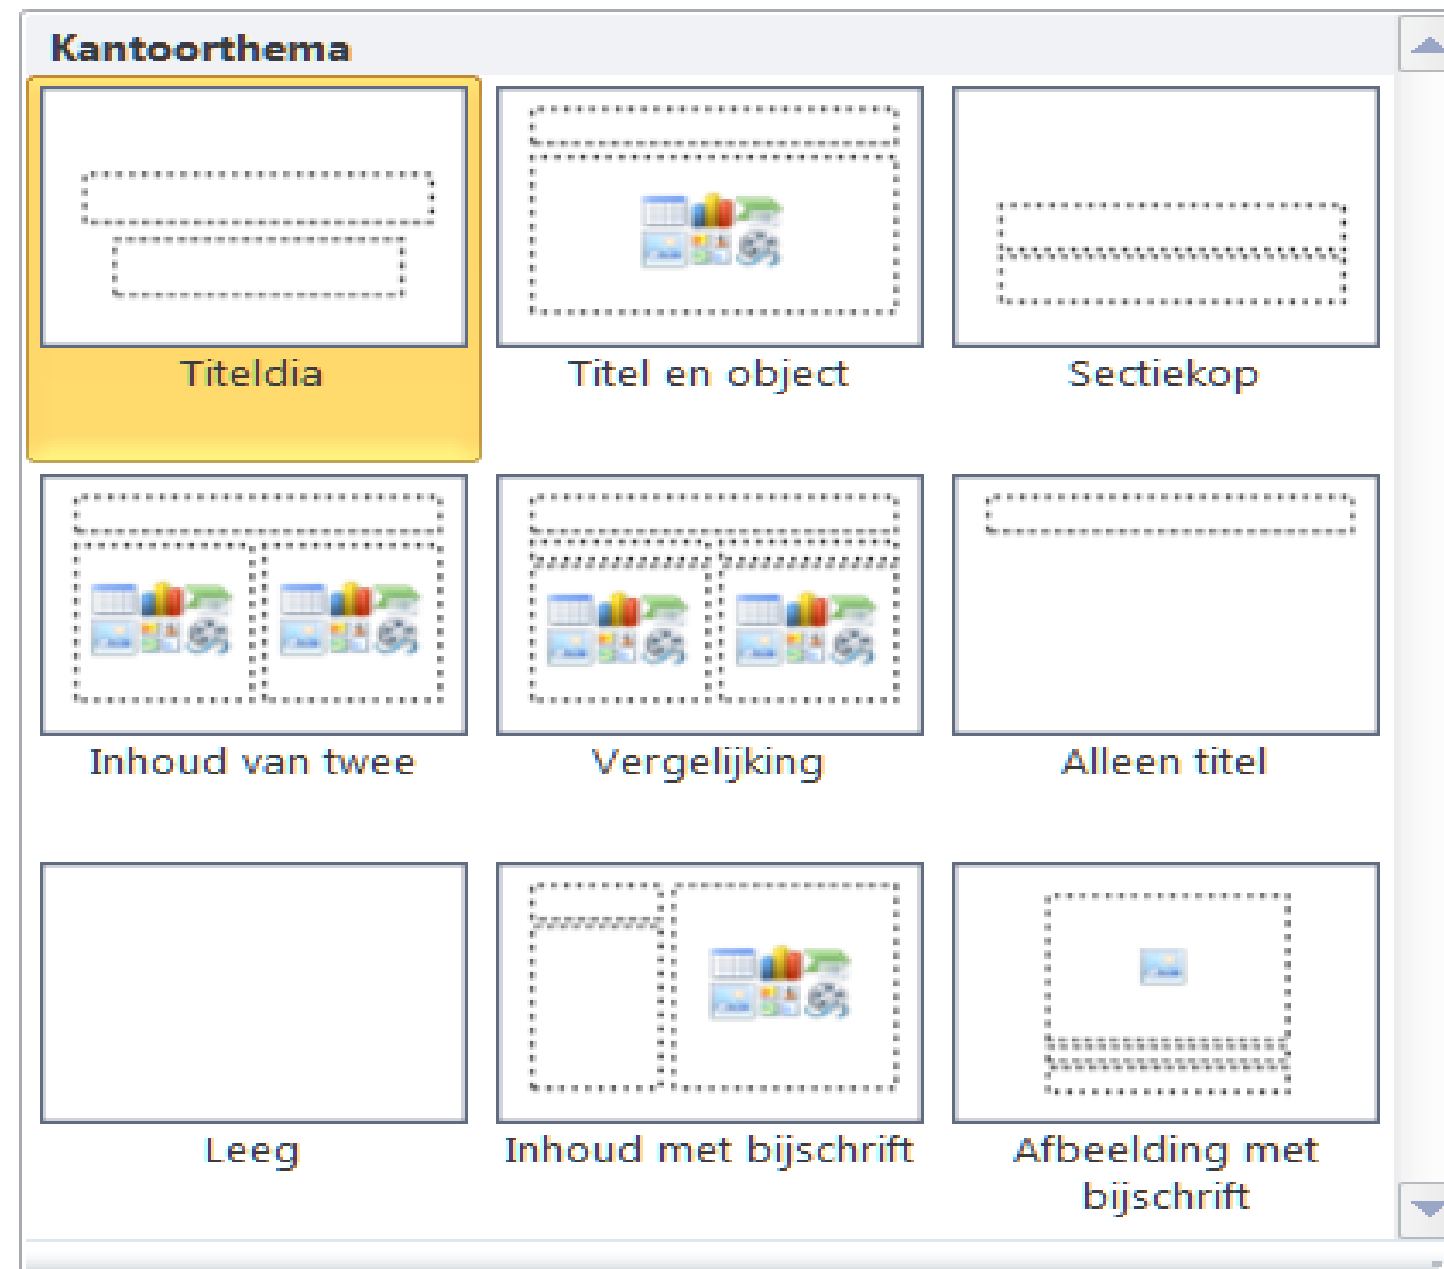 Kantoorthema
Titeldia
Titel en object
Sectiekop
Inhoud van twee
Vergelijking
Alleen titel
Leeg
Inhoud met bijschrift
Afbeelding met
bijschrift